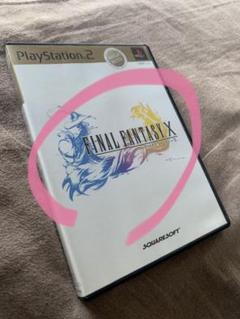 PlayStation 2
FINAL FANTASY X
SQUARESOFT